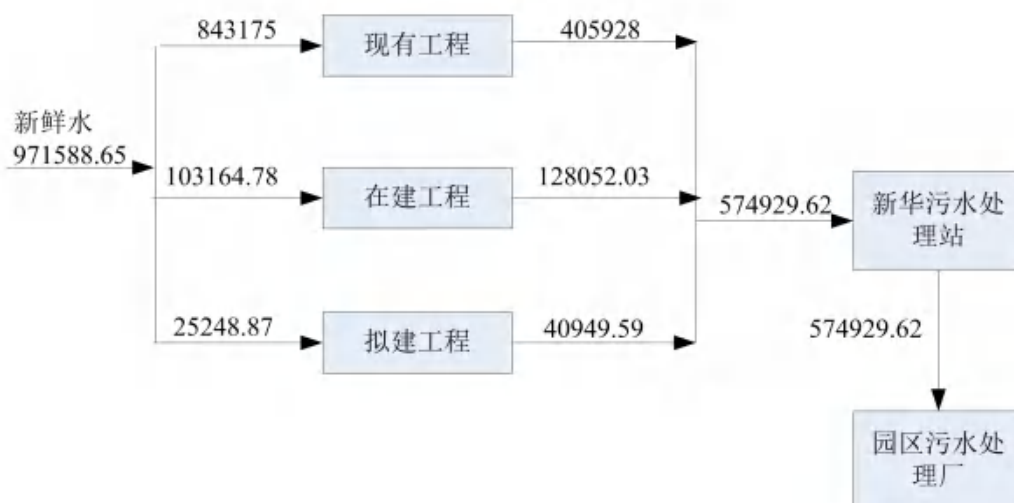 843175
现有工程
405928
新鲜水
971588.65
103164.78
在建工程
128052.03
574929.62
新华污水处
理站
25248.87
拟建工程
40949.59
574929.62
园区污水处
理厂